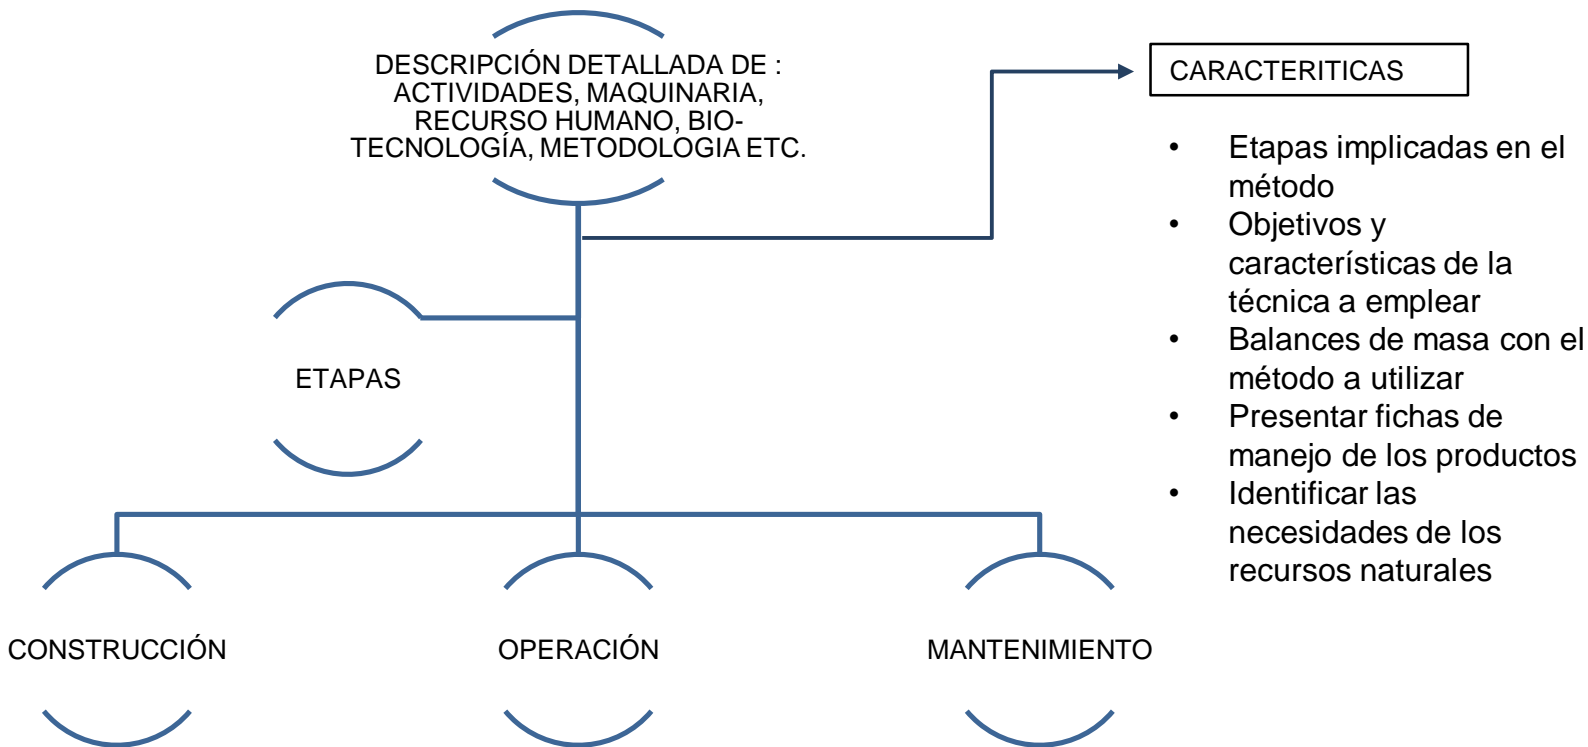 DESCRIPCIÓN DETALLADA DE :
ACTIVIDADES, MAQUINARIA,
RECURSO HUMANO, BIO-
TECNOLOGÍA, METODOLOGIA ETC.
CARACTERITICAS
• Etapas implicadas en el
método
• Objetivos y
características de la
técnica a emplear
• Balances de masa con el
método a utilizar
• Presentar fichas de
manejo de los productos
• Identificar las
necesidades de los
recursos naturales
ETAPAS
CONSTRUCCIÓN
OPERACIÓN
MANTENIMIENTO